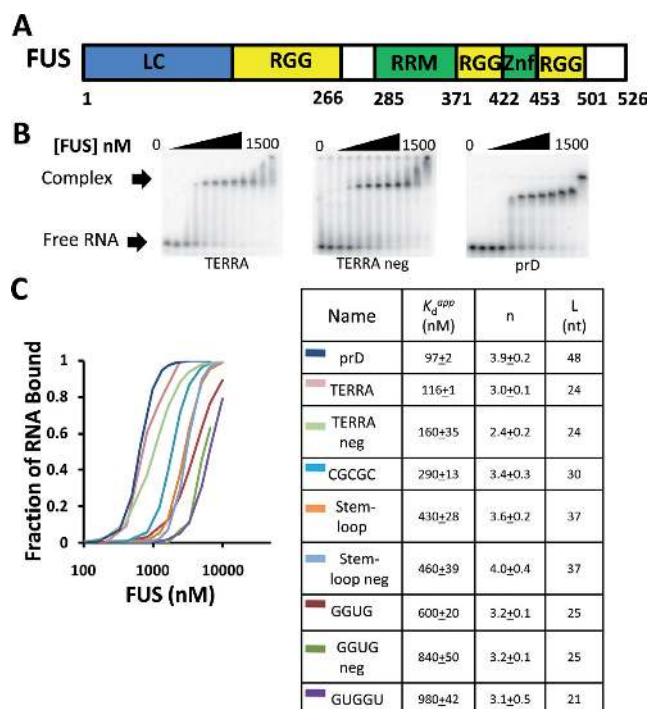 A
FUS LC RGG RRM RGG Znf RGG
1 266 285 371 422 453 501 526
B
[FUS] nM 0 1500 0 1500 0 1500
Complex
Free RNA
TERRA TERRA neg prD
C
Fraction of RNA Bound
1
0.8
0.6
0.4
0.2
0
100 1000 10000
FUS (nM)
Name K_d^app (nM) n L (nt)
prD 97±2 3.9±0.2 48
TERRA 116±1 3.0±0.1 24
TERRA neg 160±35 2.4±0.2 24
CGCGC 290±13 3.4±0.3 30
Stem-loop 430±28 3.6±0.2 37
Stem-loop neg 460±39 4.0±0.4 37
GGUG 600±20 3.2±0.1 25
GGUG neg 840±50 3.2±0.1 25
GUGGU 980±42 3.1±0.5 21